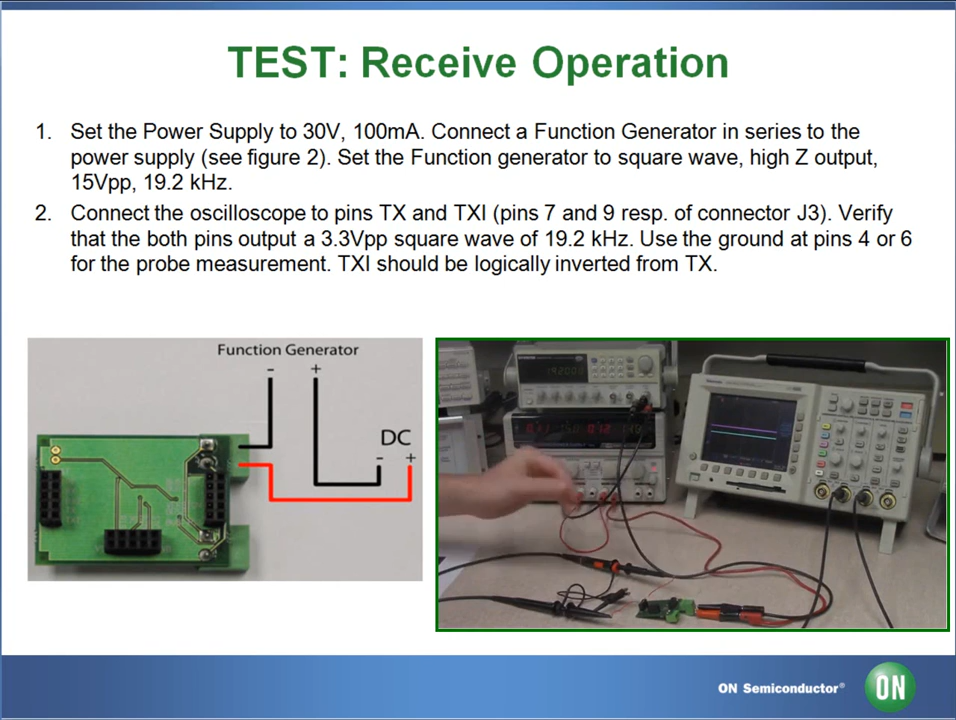 TEST: Receive Operation
1. Set the Power Supply to 30V, 100mA. Connect a Function Generator in series to the
power supply (see figure 2). Set the Function generator to square wave, high Z output,
15Vpp, 19.2 kHz.
2. Connect the oscilloscope to pins TX and TXI (pins 7 and 9 resp. of connector J3). Verify
that the both pins output a 3.3Vpp square wave of 19.2 kHz. Use the ground at pins 4 or 6
for the probe measurement. TXI should be logically inverted from TX.
Function Generator
- +
DC
- +
ON Semiconductor®
ON